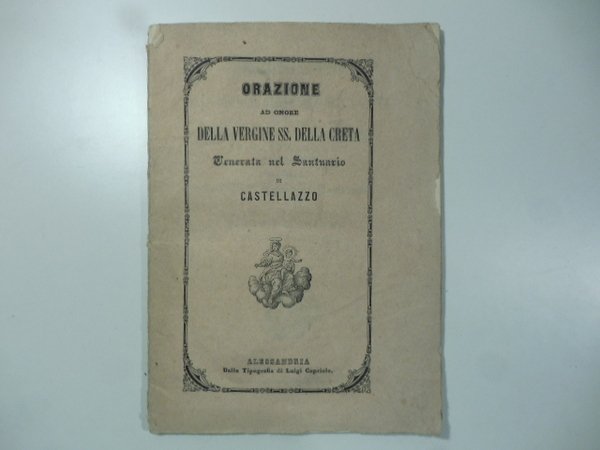 ORAZIONE
AD ONORE
DELLA VERGINE SS. DELLA CRETA
Venerata nel Santuario
DI
CASTELLAZZO
ALESSANDRIA
Dalla Tipografia di Luigi Capriolo.